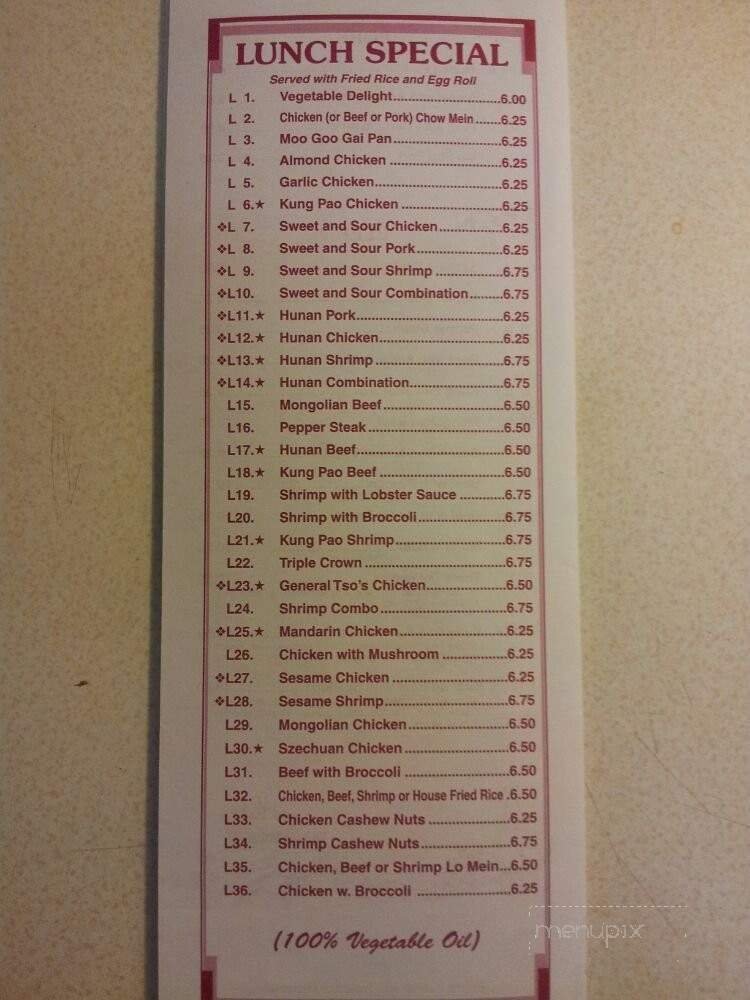 LUNCH SPECIAL
Served with Fried Rice and Egg Roll
L 1. Vegetable Delight..............................6.00
L 2. Chicken (or Beef or Pork) Chow Mein .......6.25
L 3. Moo Goo Gai Pan..............................6.25
L 4. Almond Chicken ..............................6.25
L 5. Garlic Chicken..................................6.25
L 6.★ Kung Pao Chicken ...........................6.25
❖L 7. Sweet and Sour Chicken.................6.25
❖L 8. Sweet and Sour Pork.......................6.25
❖L 9. Sweet and Sour Shrimp ..................6.75
❖L10. Sweet and Sour Combination.........6.75
❖L11.★ Hunan Pork........................................6.25
❖L12.★ Hunan Chicken..................................6.25
❖L13.★ Hunan Shrimp ...................................6.75
❖L14.★ Hunan Combination.........................6.75
L15. Mongolian Beef.................................6.50
L16. Pepper Steak .....................................6.50
L17.★ Hunan Beef........................................6.50
L18.★ Kung Pao Beef ..................................6.50
L19. Shrimp with Lobster Sauce ...........6.75
L20. Shrimp with Broccoli.......................6.75
L21.★ Kung Pao Shrimp..............................6.75
L22. Triple Crown ......................................6.75
❖L23.★ General Tso's Chicken.....................6.50
L24. Shrimp Combo..................................6.75
❖L25.★ Mandarin Chicken.............................6.25
L26. Chicken with Mushroom .................6.25
❖L27. Sesame Chicken ...............................6.25
❖L28. Sesame Shrimp.................................6.75
L29. Mongolian Chicken...........................6.50
L30.★ Szechuan Chicken ...........................6.50
L31. Beef with Broccoli ............................6.50
L32. Chicken, Beef, Shrimp or House Fried Rice .6.50
L33. Chicken Cashew Nuts .....................6.25
L34. Shrimp Cashew Nuts.......................6.75
L35. Chicken, Beef or Shrimp Lo Mein...6.50
L36. Chicken w. Broccoli .........................6.25
(100% Vegetable Oil)
menupix